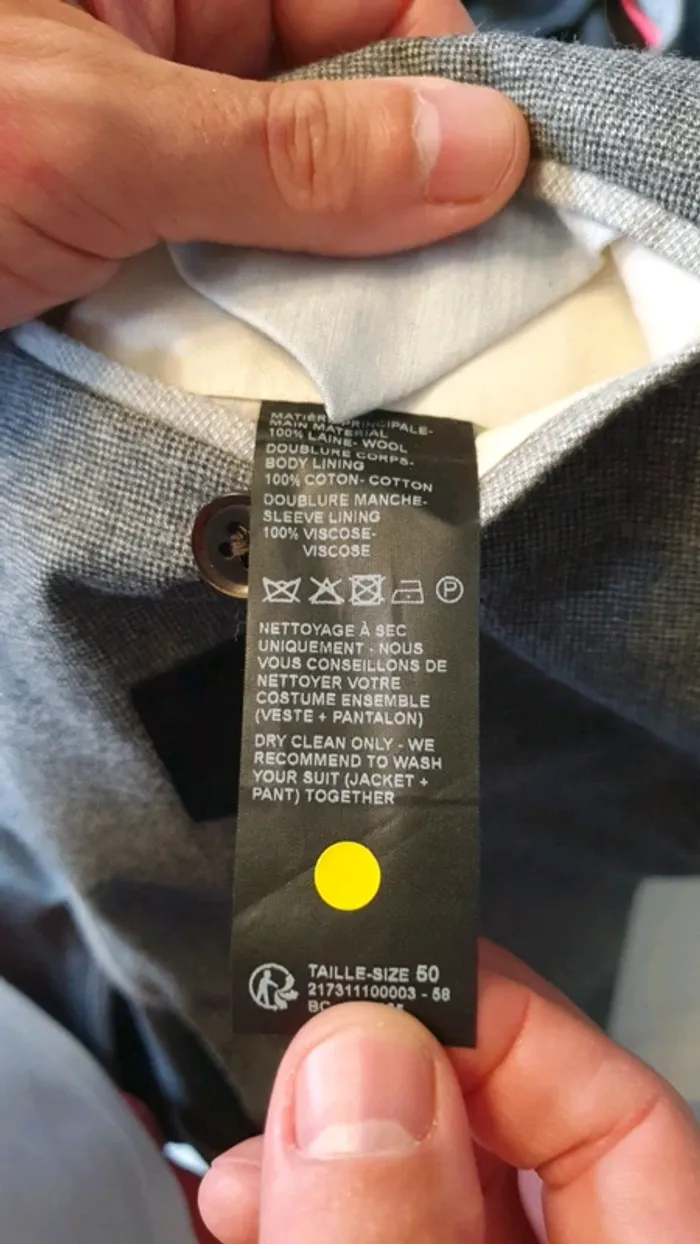 MATIÈRE PRINCIPALE-
MAIN MATERIAL
100% LAINE- WOOL
DOUBLURE CORPS-
BODY LINING
100% COTON- COTTON
DOUBLURE MANCHE-
SLEEVE LINING
100% VISCOSE-
VISCOSE
P
NETTOYAGE À SEC
UNIQUEMENT - NOUS
VOUS CONSEILLONS DE
NETTOYER VOTRE
COSTUME ENSEMBLE
(VESTE + PANTALON)
DRY CLEAN ONLY - WE
RECOMMEND TO WASH
YOUR SUIT (JACKET +
PANT) TOGETHER
TAILLE-SIZE 50
217311100003 - 58
BC